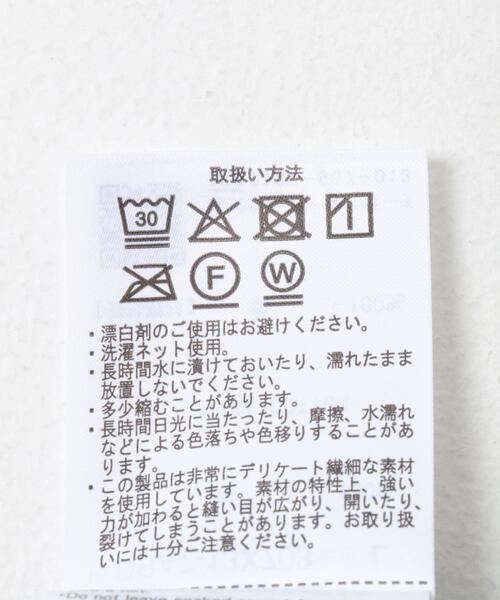 取扱い方法
30
F W
・漂白剤のご使用はお避けください。
・洗濯ネット使用。
・長時間水に漬けておいたり、濡れたまま
放置しないでください。
・多少縮むことがあります。
・長時間日光に当たったり、摩擦、水濡れ
などによる色落ちや色移りすることがあ
ります。
・この製品は非常にデリケート繊細な素材
を使用しています。素材の特性上、強い
力が加わると縫い目が広がり、開いたり、
裂けてしまうことがあります。お取り扱
いには十分ご注意ください。